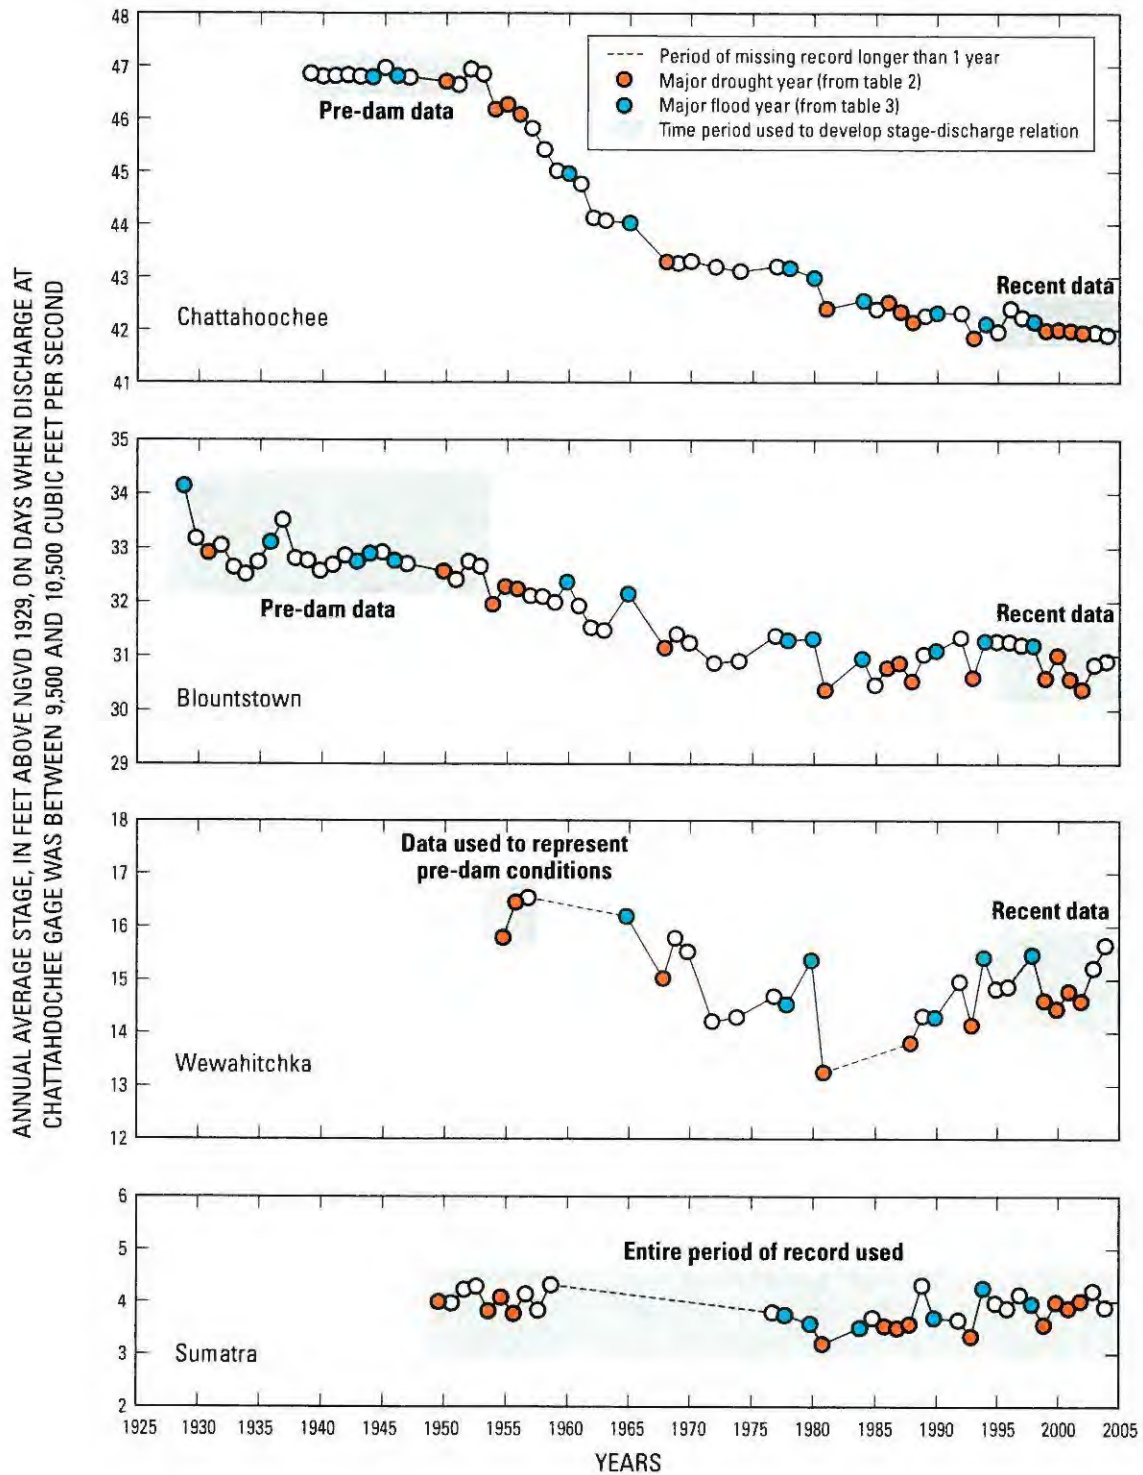 ANNUAL AVERAGE STAGE, IN FEET ABOVE NGVD 1929, ON DAYS WHEN DISCHARGE AT
CHATTAHDOCHEE GAGE WAS BETWEEN 9,500 AND 10,500 CUBIC FEET PER SECOND
48
47
46
45
44
43
42
41
Period of missing record longer than 1 year
Major drought year (from table 2)
Major flood year (from table 3)
Time period used to develop stage-discharge relation
Pre-dam data
Recent data
Chattahoochee
35
34
33
32
31
30
29
Pre-dam data
Recent data
Blountstown
18
17
16
15
14
13
12
Data used to represent
pre-dam conditions
Recent data
Wewahitchka
6
5
4
3
2
Entire period of record used
Sumatra
1925 1930 1935 1940 1945 1950 1955 1960 1965 1970 1975 1980 1985 1990 1995 2000 2005
YEARS